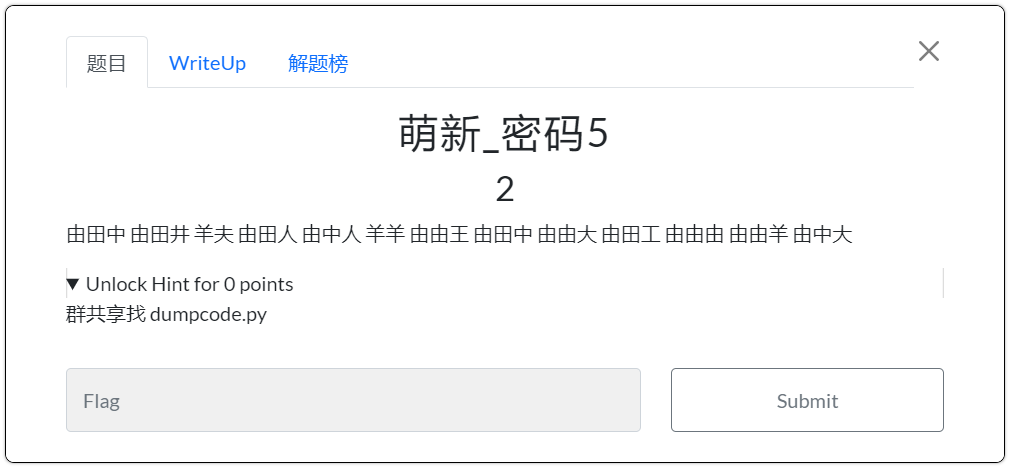 题目 WriteUp 解题榜
萌新_密码5
2
由田中 由田井 羊夫 由田人 由中人 羊羊 由由王 由田中 由由大 由田工 由由由 由由羊 由中大
▼ Unlock Hint for 0 points
群共享找 dumpcode.py
Flag Submit